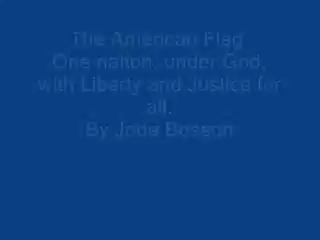 The American Flag
One nation, under God,
with Liberty and Justice for
all.
By